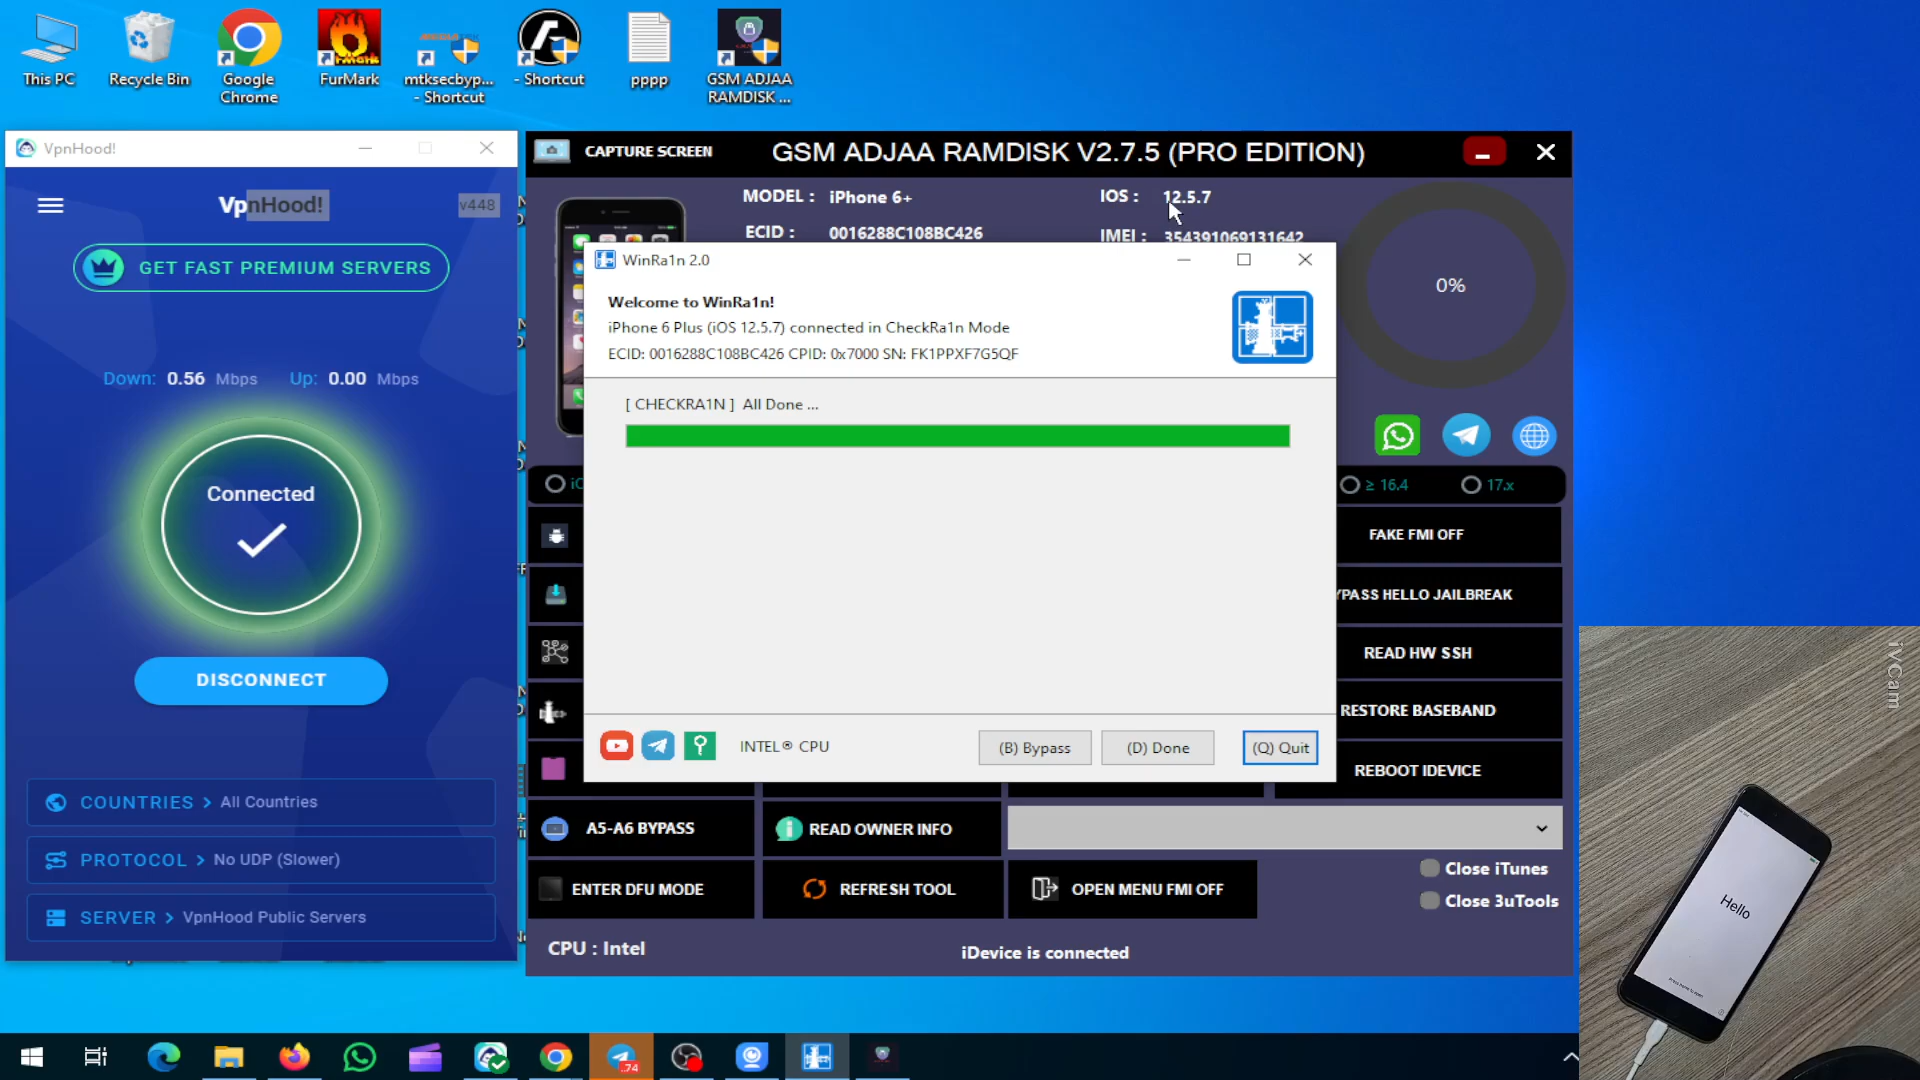 This PC
Recycle Bin
Google Chrome
FurMark
mtksecbyp... - Shortcut
- Shortcut
pppp
GSM ADJAA RAMDISK ...
VpnHood!
VpnHood!
v448
GET FAST PREMIUM SERVERS
Down: 0.56 Mbps Up: 0.00 Mbps
Connected
DISCONNECT
COUNTRIES > All Countries
PROTOCOL > No UDP (Slower)
SERVER > VpnHood Public Servers
CAPTURE SCREEN
GSM ADJAA RAMDISK V2.7.5 (PRO EDITION)
MODEL : iPhone 6+
IOS : 12.5.7
ECID : 0016288C108BC426
IMEI : 354391069131642
0%
WinRa1n 2.0
Welcome to WinRa1n!
iPhone 6 Plus (iOS 12.5.7) connected in CheckRa1n Mode
ECID: 0016288C108BC426 CPID: 0x7000 SN: FK1PPXF7G5QF
[ CHECKRA1N ] All Done ...
INTEL® CPU
(B) Bypass
(D) Done
(Q) Quit
≥ 16.4
17.x
FAKE FMI OFF
YPASS HELLO JAILBREAK
READ HW SSH
RESTORE BASEBAND
REBOOT IDEVICE
A5-A6 BYPASS
READ OWNER INFO
ENTER DFU MODE
REFRESH TOOL
OPEN MENU FMI OFF
Close iTunes
Close 3uTools
CPU : Intel
iDevice is connected
iVCam
Hello
74